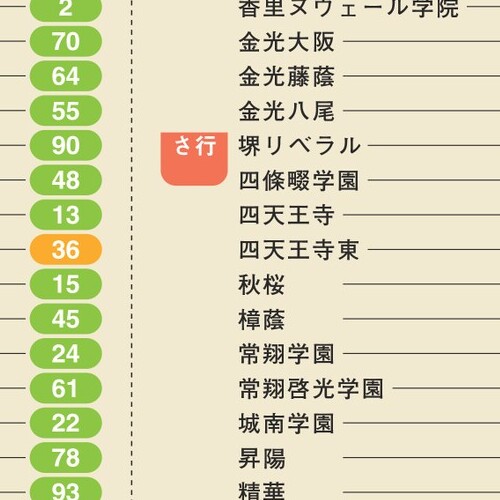 2 香里ヌヴェール学院
70 金光大阪
64 金光藤蔭
55 金光八尾
90 さ行 堺リベラル
48 四條畷学園
13 四天王寺
36 四天王寺東
15 秋桜
45 樟蔭
24 常翔学園
61 常翔啓光学園
22 城南学園
78 昇陽
93 精華